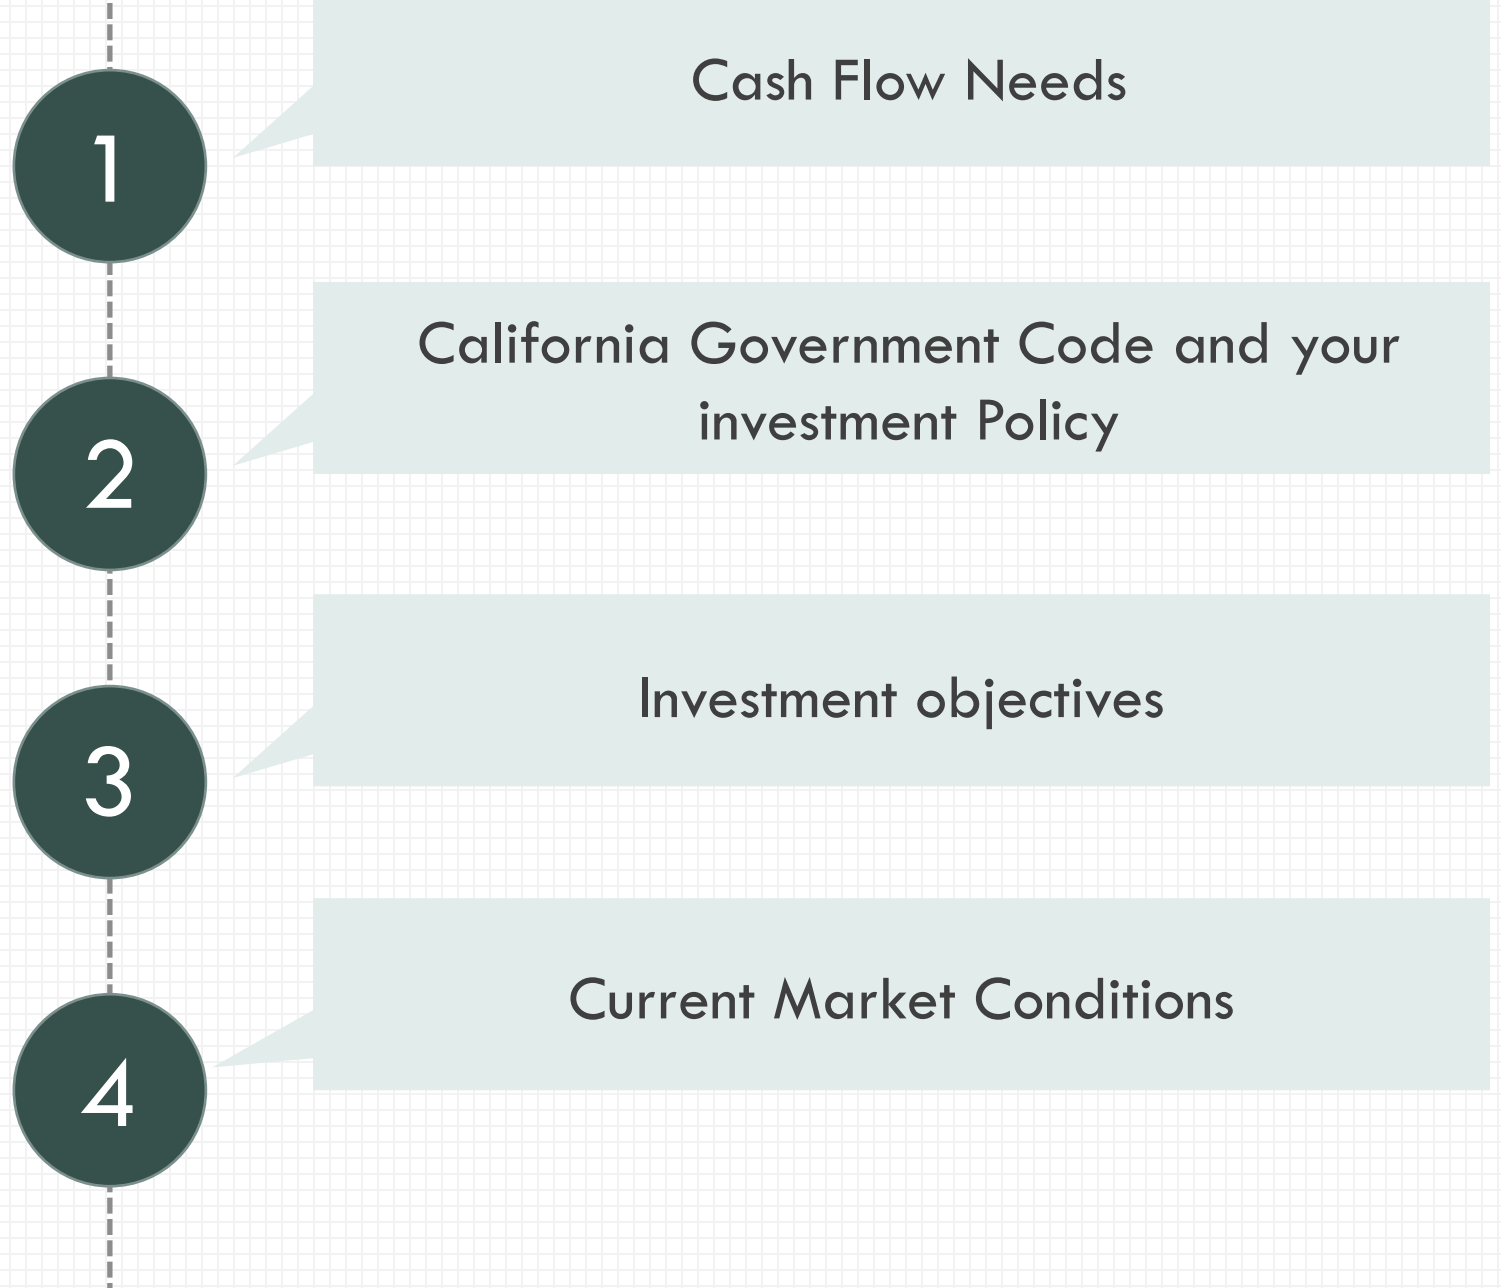 1
Cash Flow Needs
2
California Government Code and your
investment Policy
3
Investment objectives
4
Current Market Conditions